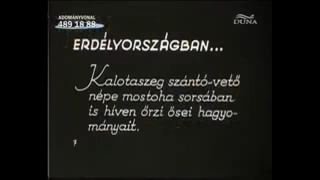 ADOMÁNYVONAL
489 18 88
DUNA
ERDÉLYORSZÁGBAN...
Kalotaszeg szántó-vető
népe mostoha sorsában
is híven őrzi ősei hagyo-
mányait.